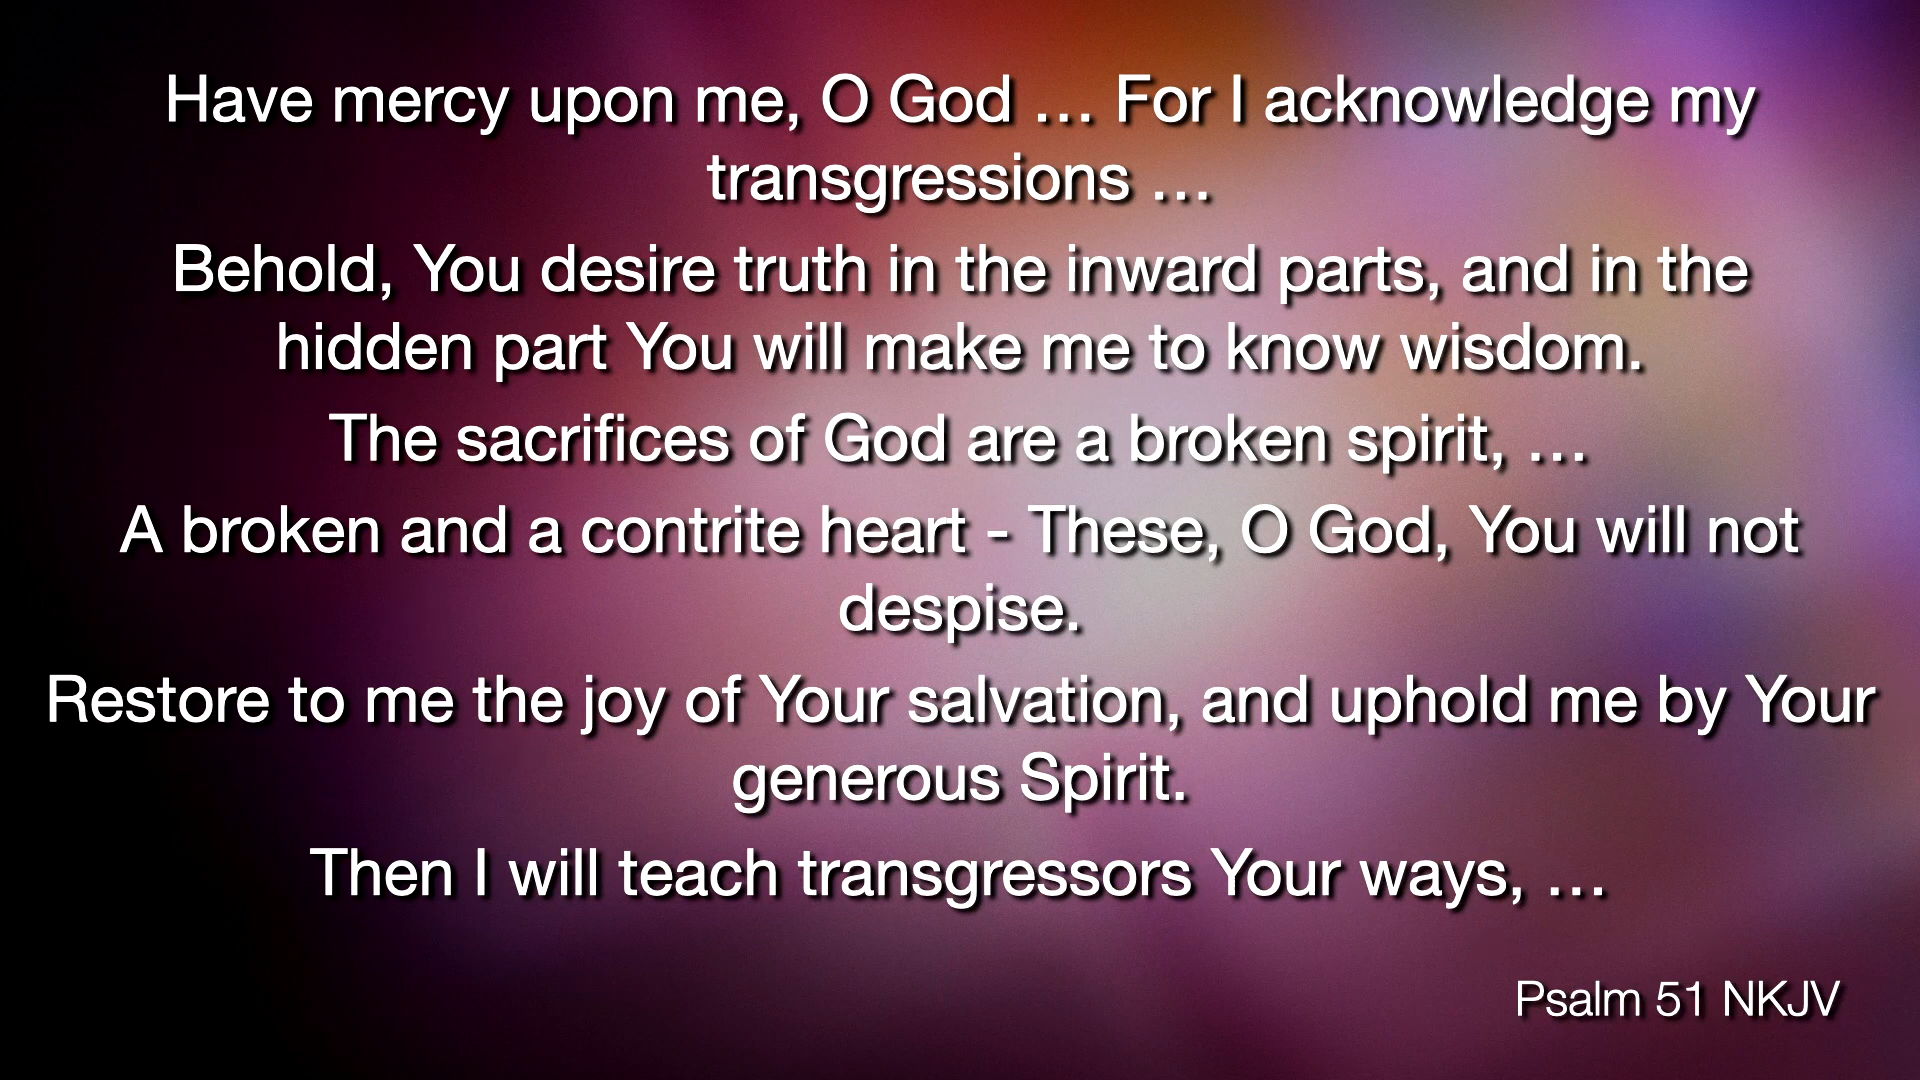 Have mercy upon me, O God … For I acknowledge my
transgressions …
Behold, You desire truth in the inward parts, and in the
hidden part You will make me to know wisdom.
The sacrifices of God are a broken spirit, …
A broken and a contrite heart - These, O God, You will not
despise.
Restore to me the joy of Your salvation, and uphold me by Your
generous Spirit.
Then I will teach transgressors Your ways, …
Psalm 51 NKJV